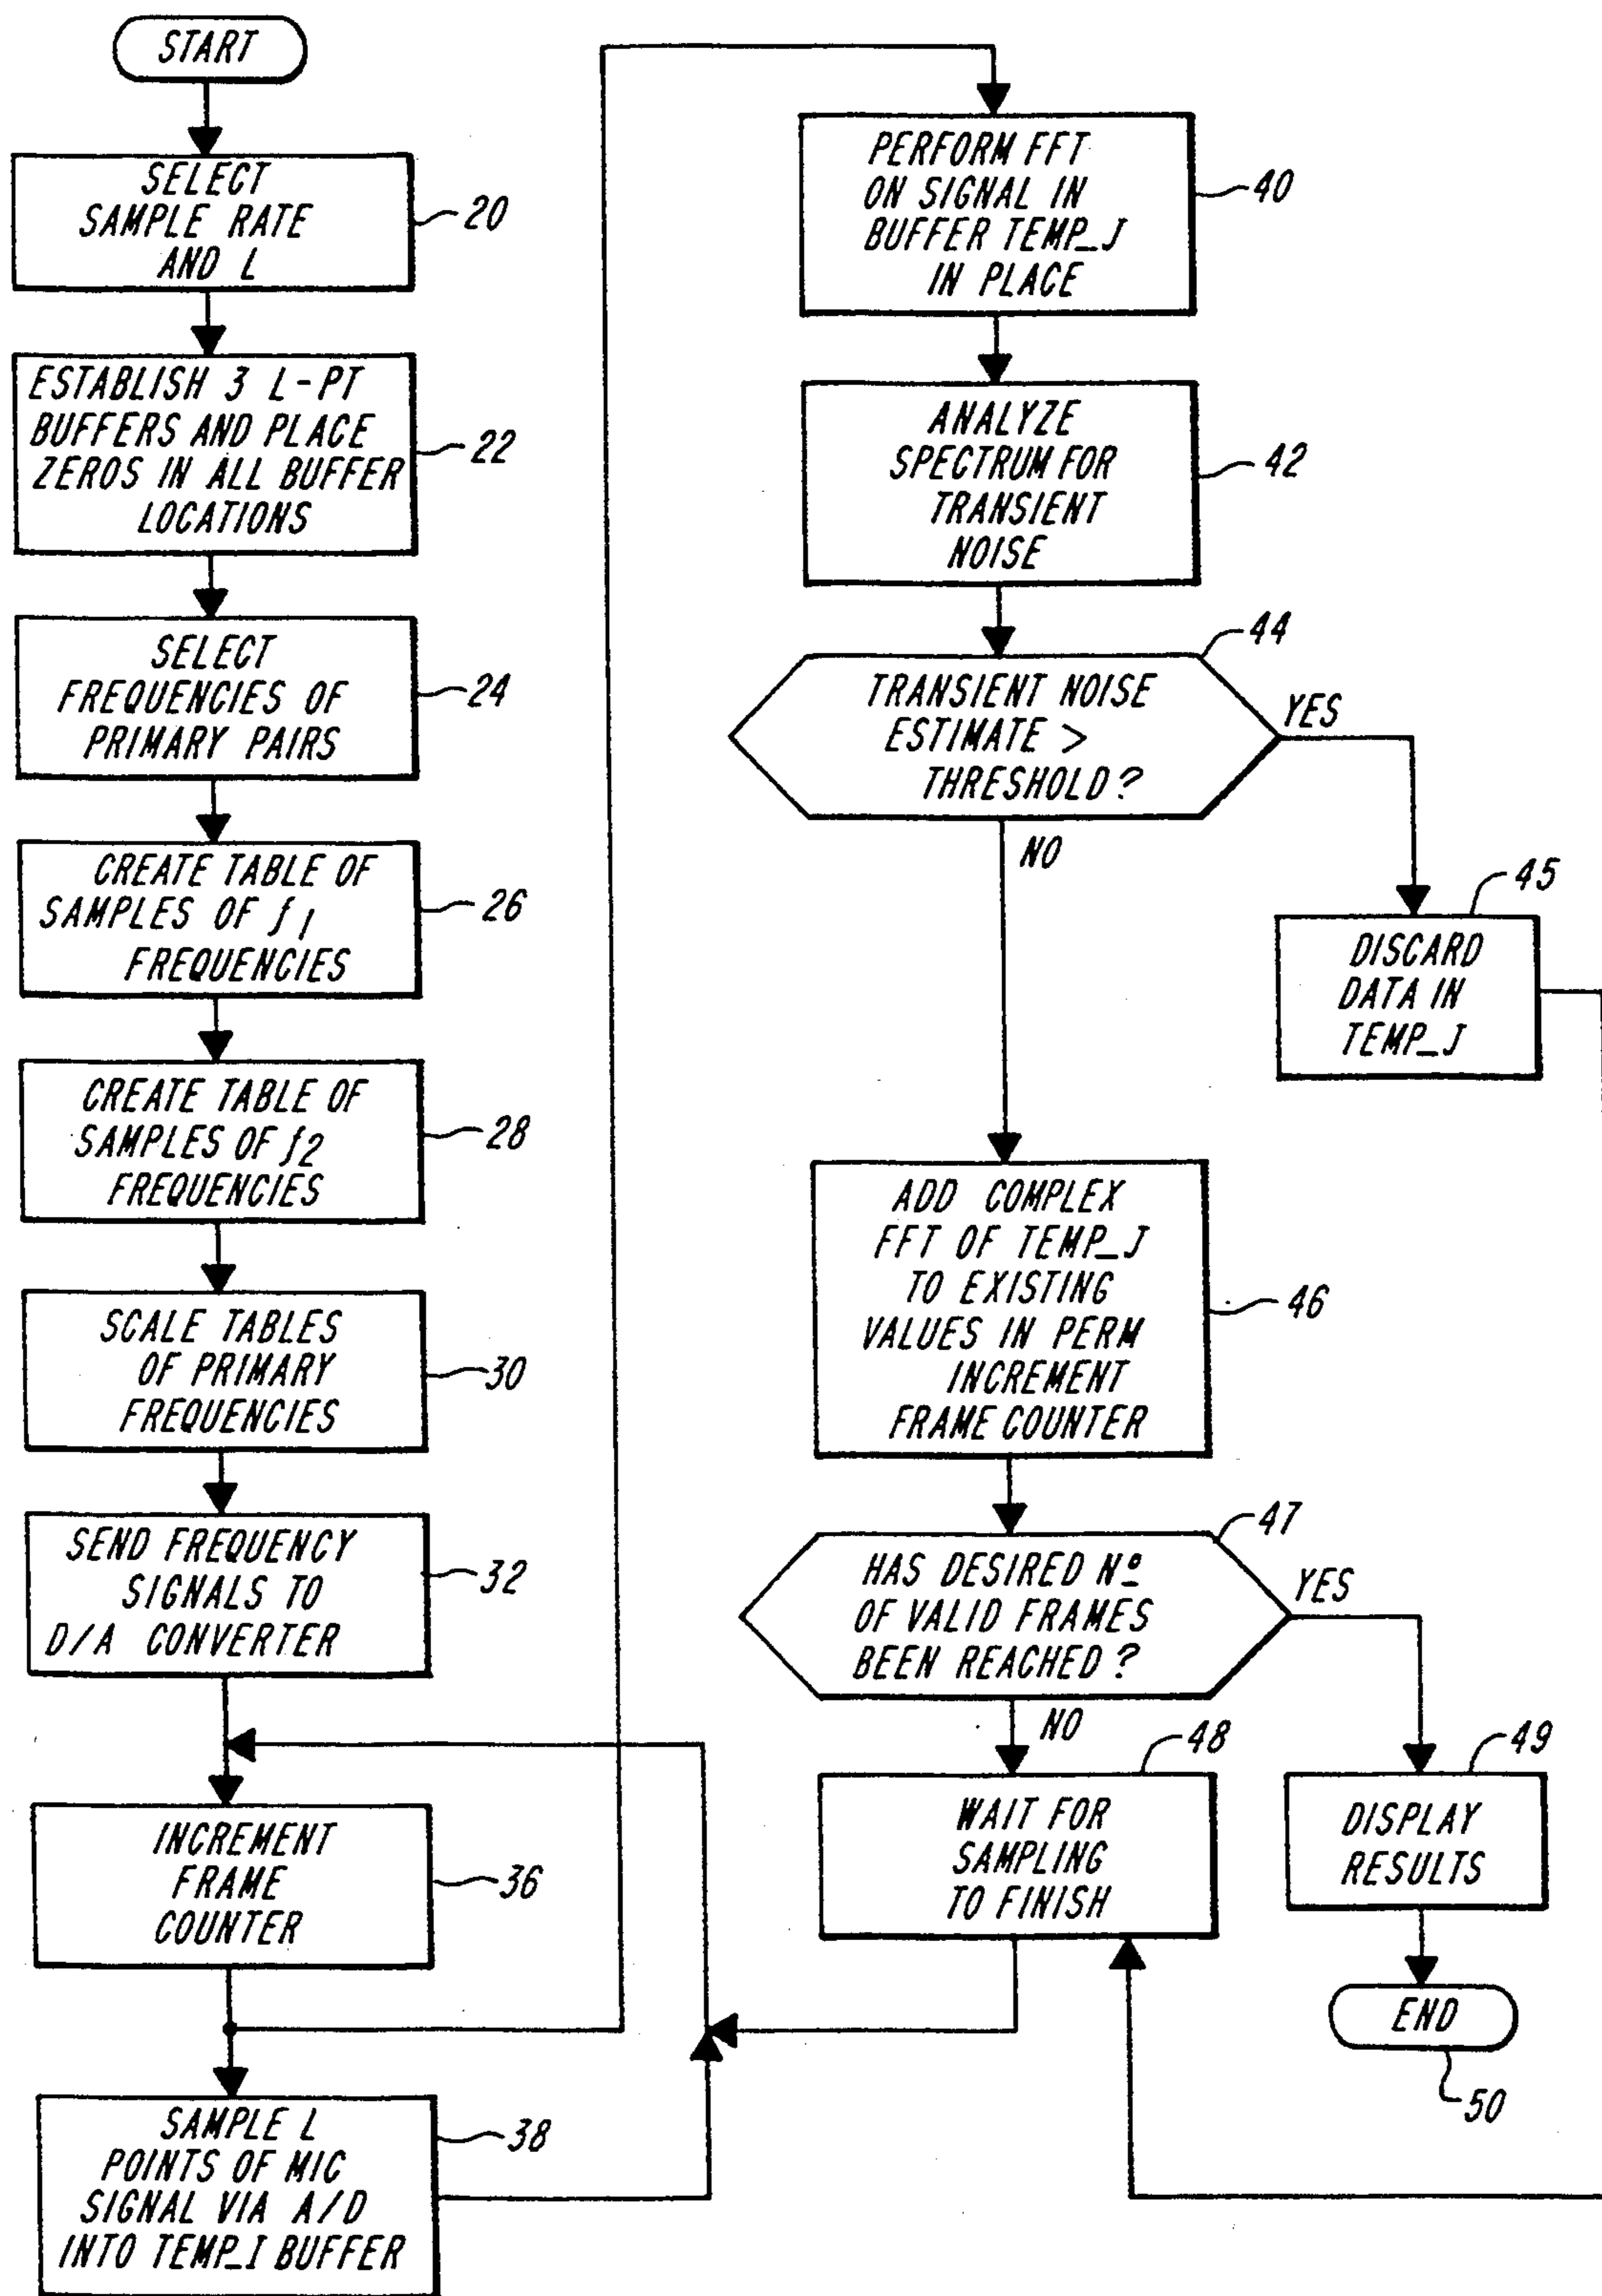 START
SELECT
SAMPLE RATE
AND L
20
ESTABLISH 3 L-PT
BUFFERS AND PLACE
ZEROS IN ALL BUFFER
LOCATIONS
22
SELECT
FREQUENCIES OF
PRIMARY PAIRS
24
CREATE TABLE OF
SAMPLES OF f1
FREQUENCIES
26
CREATE TABLE OF
SAMPLES OF f2
FREQUENCIES
28
SCALE TABLES
OF PRIMARY
FREQUENCIES
30
SEND FREQUENCY
SIGNALS TO
D/A CONVERTER
32
INCREMENT
FRAME
COUNTER
36
SAMPLE L
POINTS OF MIC
SIGNAL VIA A/D
INTO TEMP_I BUFFER
38
PERFORM FFT
ON SIGNAL IN
BUFFER TEMP_J
IN PLACE
40
ANALYZE
SPECTRUM FOR
TRANSIENT
NOISE
42
TRANSIENT NOISE
ESTIMATE >
THRESHOLD?
44
YES
NO
DISCARD
DATA IN
TEMP_J
45
ADD COMPLEX
FFT OF TEMP_J
TO EXISTING
VALUES IN PERM
INCREMENT
FRAME COUNTER
46
HAS DESIRED Nº
OF VALID FRAMES
BEEN REACHED?
47
YES
NO
WAIT FOR
SAMPLING
TO FINISH
48
DISPLAY
RESULTS
49
END
50